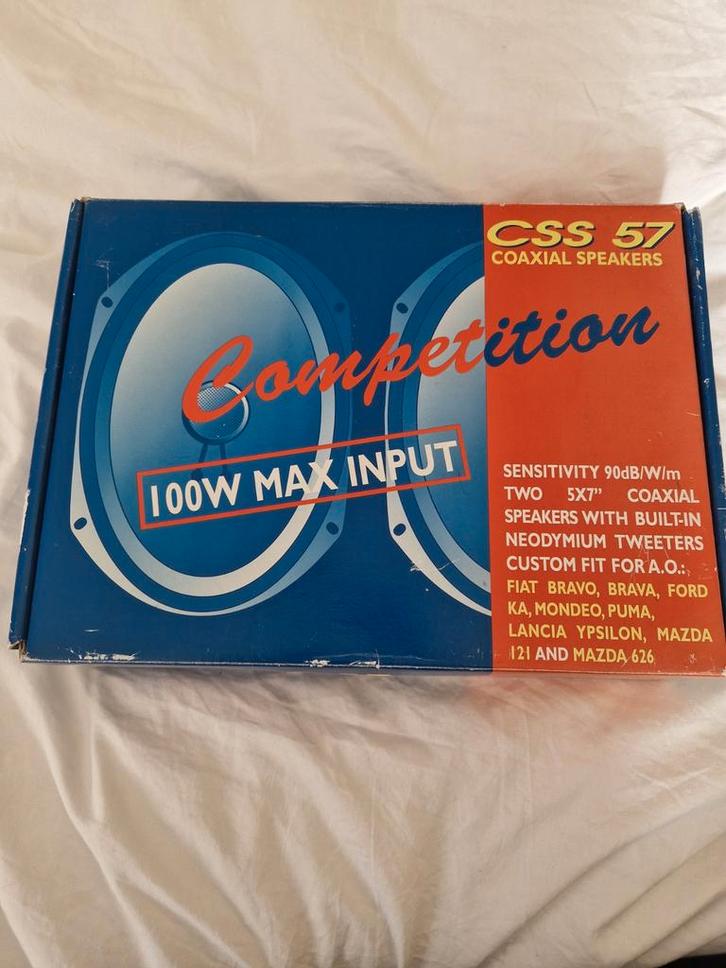 CSS 57
COAXIAL SPEAKERS
Competition
100W MAX INPUT
SENSITIVITY 90dB/W/m
TWO 5X7" COAXIAL
SPEAKERS WITH BUILT-IN
NEODYMIUM TWEETERS
CUSTOM FIT FOR A.O.:
FIAT BRAVO, BRAVA, FORD
KA, MONDEO, PUMA,
LANCIA YPSILON, MAZDA
121 AND MAZDA 626